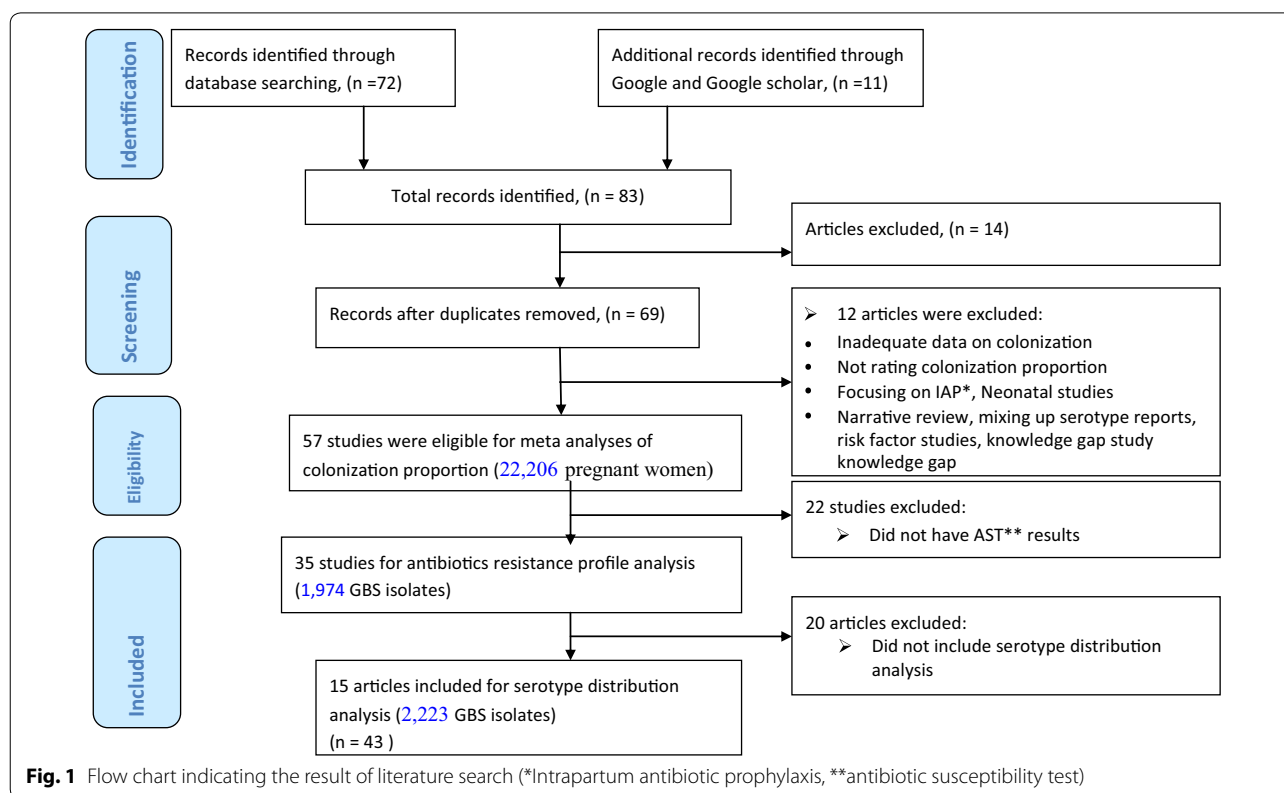 Identification
Records identified through
database searching, (n =72)
Additional records identified through
Google and Google scholar, (n =11)
Total records identified, (n = 83)
Screening
Articles excluded, (n = 14)
Records after duplicates removed, (n = 69)
➢ 12 articles were excluded:
• Inadequate data on colonization
• Not rating colonization proportion
• Focusing on IAP*, Neonatal studies
• Narrative review, mixing up serotype reports,
risk factor studies, knowledge gap study
knowledge gap
Eligibility
57 studies were eligible for meta analyses of
colonization proportion (22,206 pregnant women)
22 studies excluded:
➢ Did not have AST** results
Included
35 studies for antibiotics resistance profile analysis
(1,974 GBS isolates)
20 articles excluded:
➢ Did not include serotype distribution
analysis
15 articles included for serotype distribution
analysis (2,223 GBS isolates)
(n = 43 )
Fig. 1 Flow chart indicating the result of literature search (*Intrapartum antibiotic prophylaxis, **antibiotic susceptibility test)